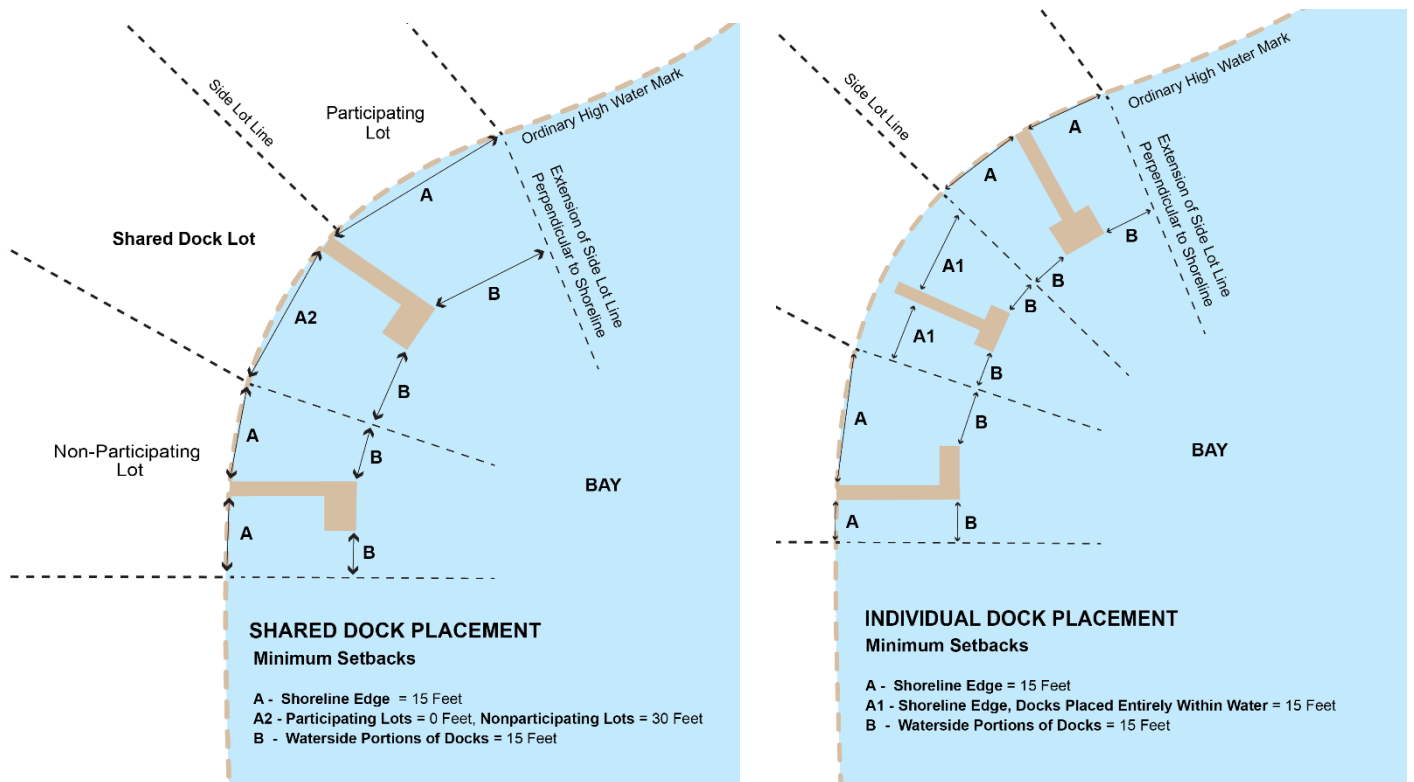 Side Lot Line
Participating
Lot
Ordinary High Water Mark
A
Extension of Side Lot Line
Perpendicular to Shoreline
Shared Dock Lot
B
A2
B
A
Non-Participating
Lot
B
BAY
A
B
SHARED DOCK PLACEMENT
Minimum Setbacks
A - Shoreline Edge = 15 Feet
A2 - Participating Lots = 0 Feet, Nonparticipating Lots = 30 Feet
B - Waterside Portions of Docks = 15 Feet
Side Lot Line
Ordinary High Water Mark
A
A
Extension of Side Lot Line
Perpendicular to Shoreline
B
A1
B
B
A1
B
B
A
BAY
A
B
INDIVIDUAL DOCK PLACEMENT
Minimum Setbacks
A - Shoreline Edge = 15 Feet
A1 - Shoreline Edge, Docks Placed Entirely Within Water = 15 Feet
B - Waterside Portions of Docks = 15 Feet